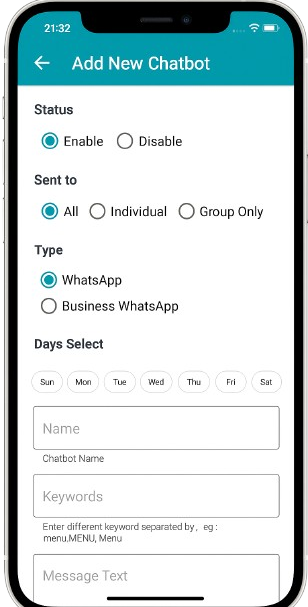 21:32
Add New Chatbot
Status
Enable Disable
Sent to
All Individual Group Only
Type
WhatsApp
Business WhatsApp
Days Select
Sun Mon Tue Wed Thu Fri Sat
Name
Chatbot Name
Keywords
Enter different keyword separated by , eg :
menu,MENU, Menu
Message Text